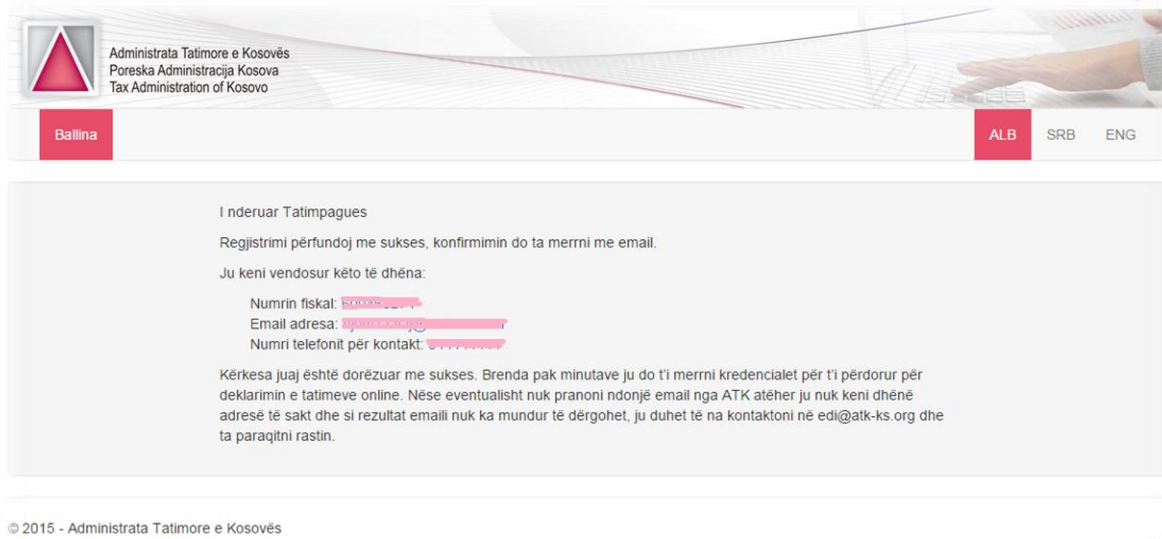 Administrata Tatimore e Kosovës
Poreska Administracija Kosova
Tax Administration of Kosovo
Ballina
ALB SRB ENG
I nderuar Tatimpagues
Regjistrimi përfundoj me sukses, konfirmimin do ta merrni me email.
Ju keni vendosur këto të dhëna:
Numrin fiskal:
Email adresa:
Numri telefonit për kontakt:
Kërkesa juaj është dorëzuar me sukses. Brenda pak minutave ju do t'i merrni kredencialet për t'i përdorur për
deklarimin e tatimeve online. Nëse eventualisht nuk pranoni ndonjë email nga ATK atëher ju nuk keni dhënë
adresë të sakt dhe si rezultat emaili nuk ka mundur të dërgohet, ju duhet të na kontaktoni në edi@atk-ks.org dhe
ta paraqitni rastin.
© 2015 - Administrata Tatimore e Kosovës